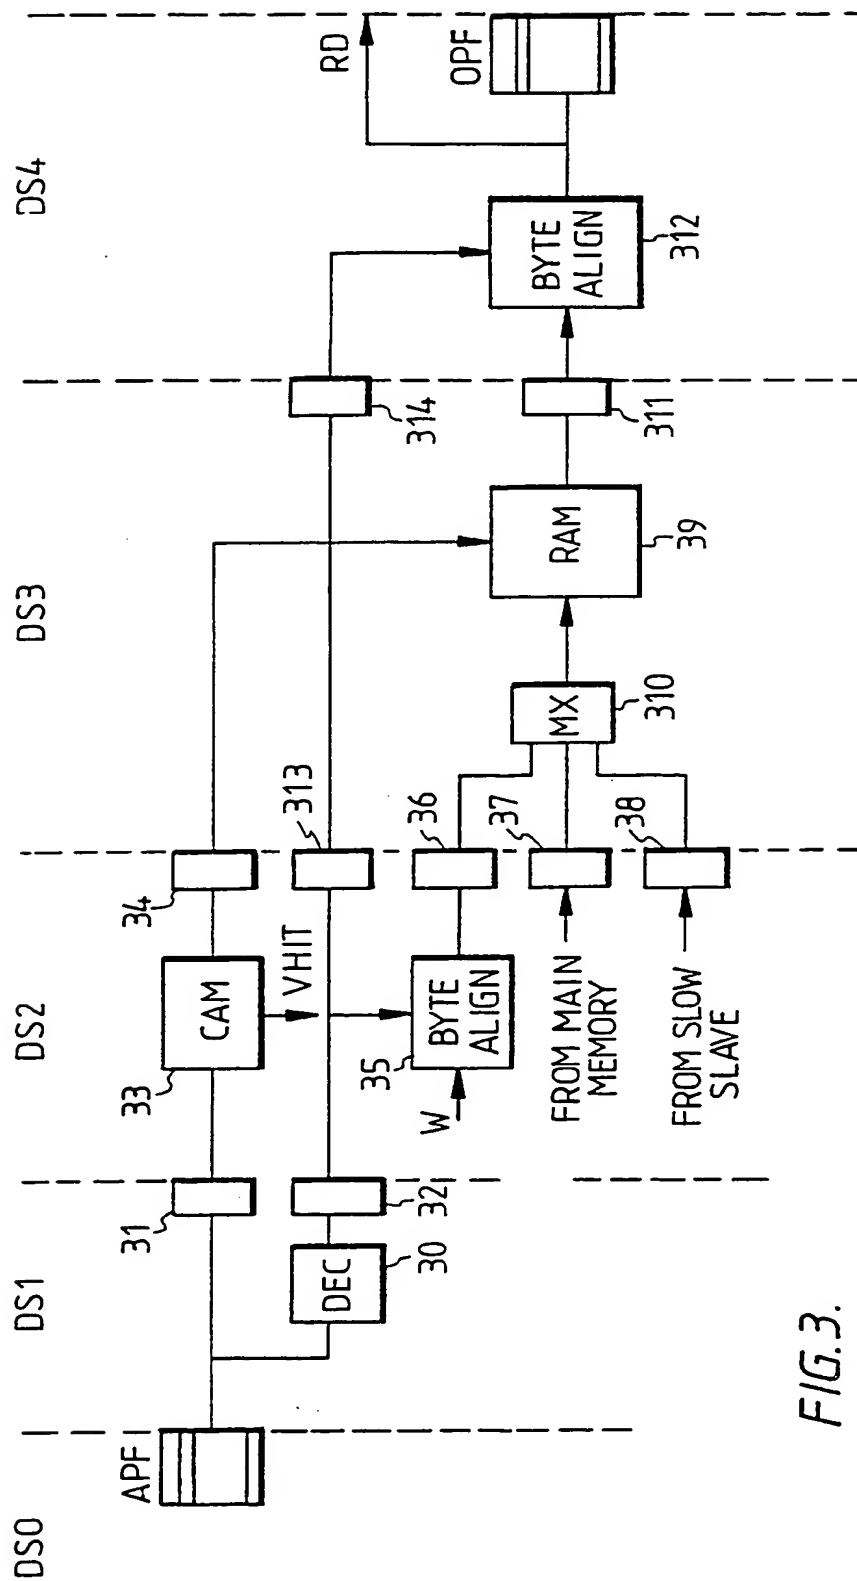 DS0
DS1
DS2
DS3
DS4
APF
31
DEC
30
32
CAM
33
34
VHIT
313
W
BYTE
ALIGN
35
36
FROM MAIN
MEMORY
37
FROM SLOW
SLAVE
38
MX
310
RAM
39
314
311
BYTE
ALIGN
312
RD
OPF
FIG.3.